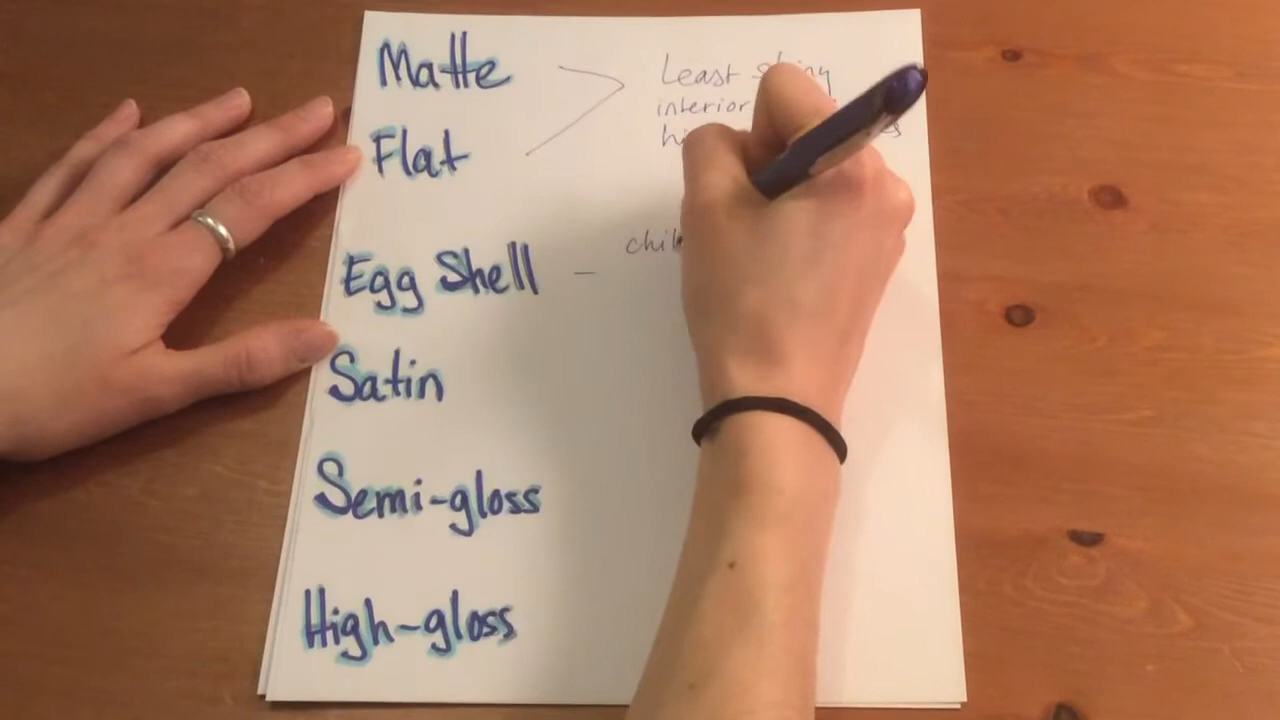 Matte
Least
interior
Flat
Egg Shell –
Satin
Semi-gloss
High-gloss